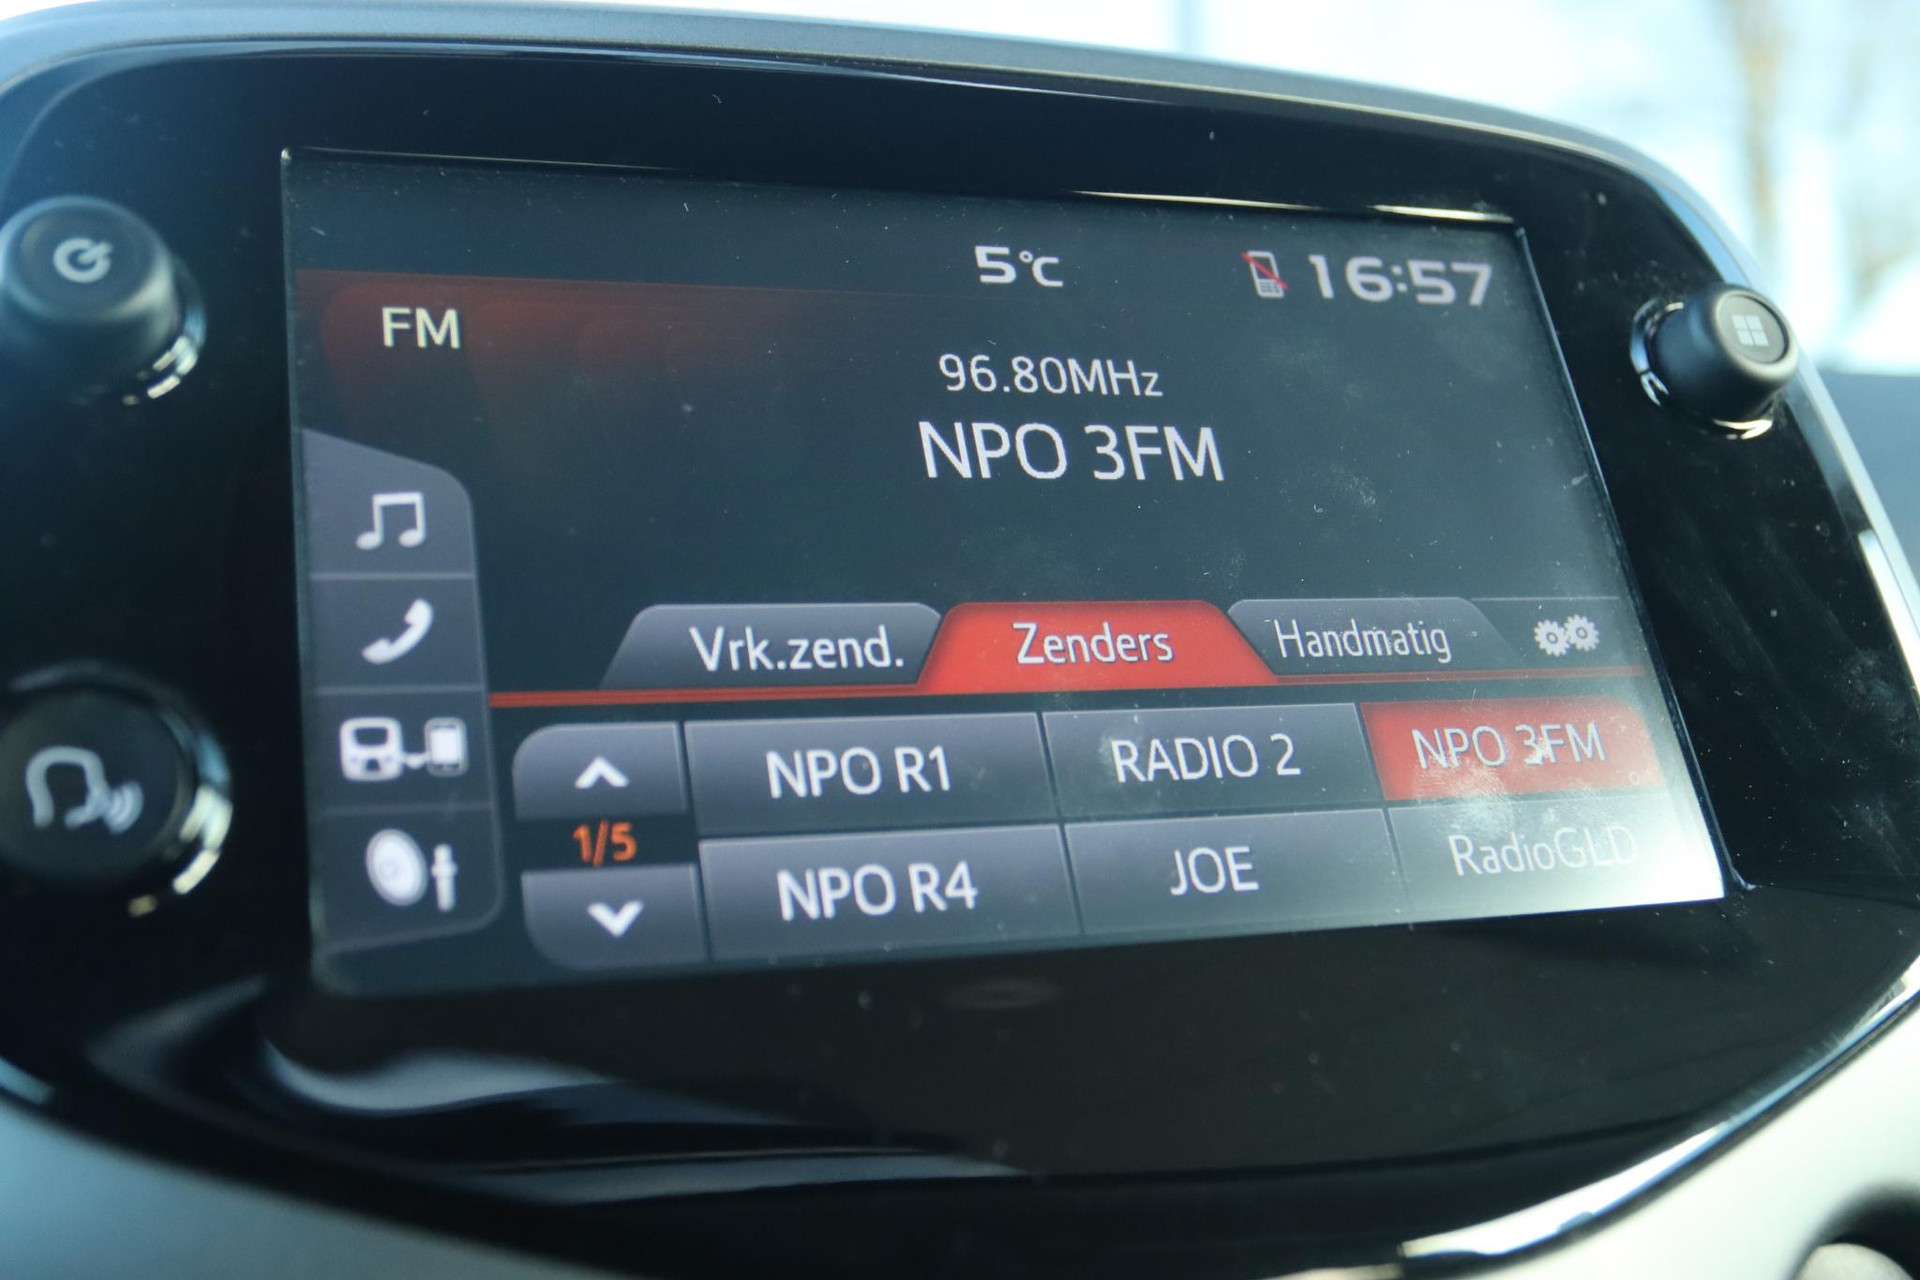 5°C 16:57
FM
96.80MHz
NPO 3FM
Vrk.zend. Zenders Handmatig
NPO R1 RADIO 2 NPO 3FM
1/5
NPO R4 JOE RadioGLD